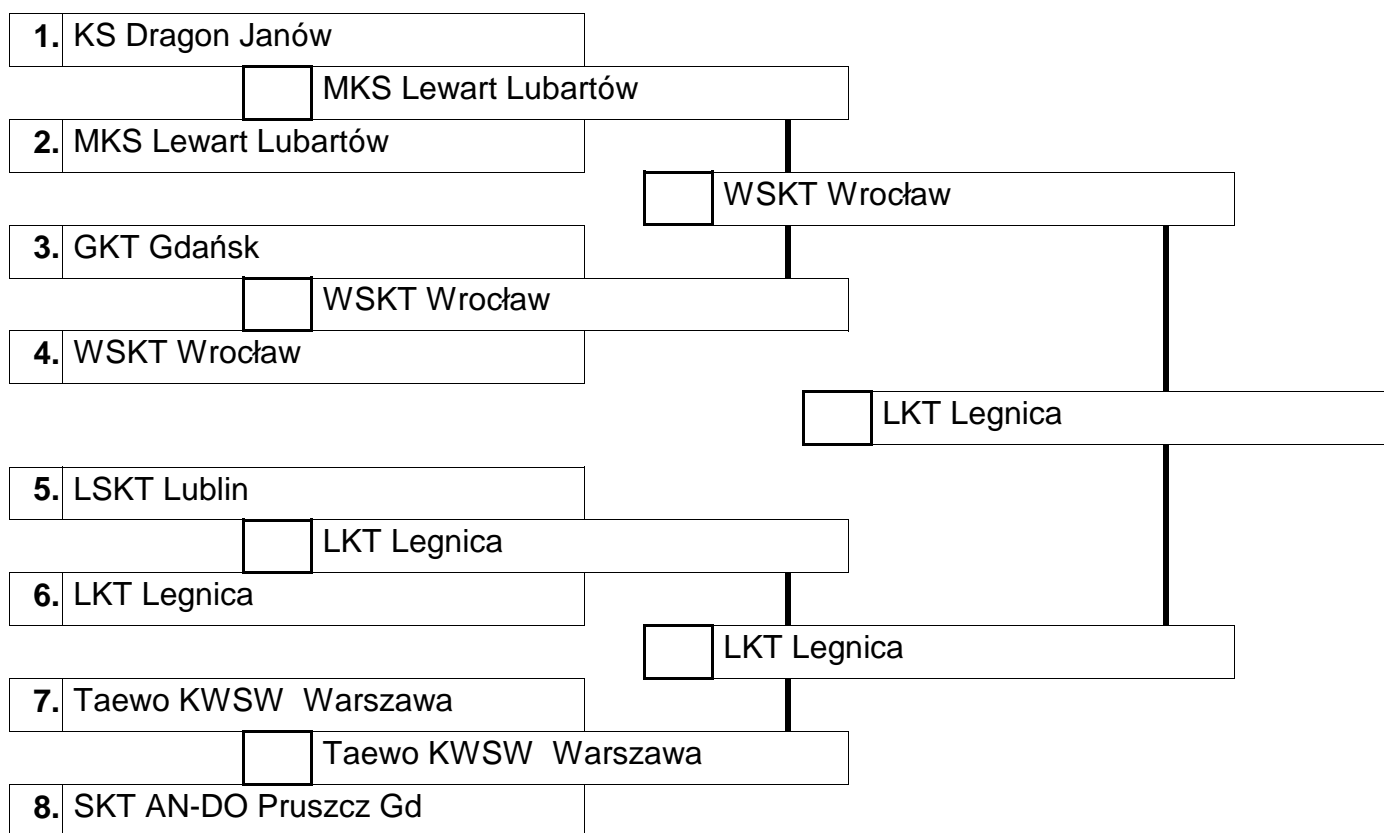 1. KS Dragon Janów
MKS Lewart Lubartów
2. MKS Lewart Lubartów
WSKT Wrocław
3. GKT Gdańsk
WSKT Wrocław
4. WSKT Wrocław
LKT Legnica
5. LSKT Lublin
LKT Legnica
6. LKT Legnica
LKT Legnica
7. Taewo KWSW Warszawa
Taewo KWSW Warszawa
8. SKT AN-DO Pruszcz Gd